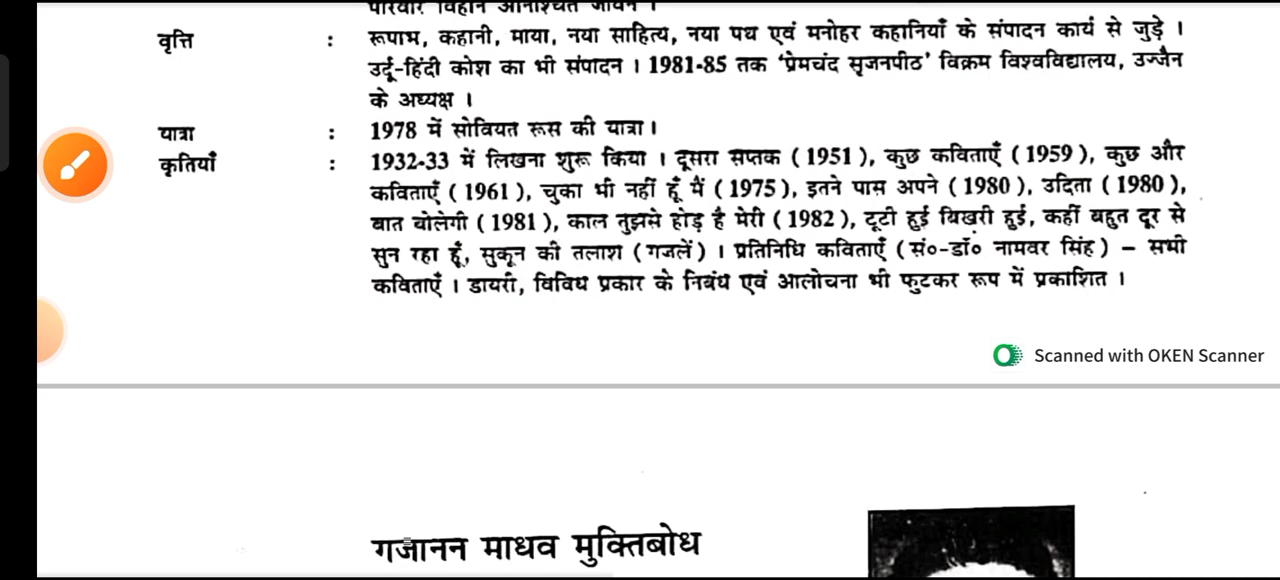 परिवार विहीन अनिश्चित जीवन ।
वृत्ति : रूपाभ, कहानी, माया, नया साहित्य, नया पथ एवं मनोहर कहानियाँ के संपादन कार्य से जुड़े ।
उर्दू-हिंदी कोश का भी संपादन । 1981-85 तक ‘प्रेमचंद सृजनपीठ’ विक्रम विश्वविद्यालय, उज्जैन
के अध्यक्ष ।
यात्रा : 1978 में सोवियत रूस की यात्रा ।
कृतियाँ : 1932-33 में लिखना शुरू किया । दूसरा सप्तक (1951), कुछ कविताएँ (1959), कुछ और
कविताएँ (1961), चुका भी नहीं हूँ मैं (1975), इतने पास अपने (1980), उदिता (1980),
बात बोलेगी (1981), काल तुझसे होड़ है मेरी (1982), टूटी हुई बिखरी हुई, कहीं बहुत दूर से
सुन रहा हूँ, सुकून की तलाश (गजलें) । प्रतिनिधि कविताएँ (सं०-डॉ० नामवर सिंह) – सभी
कविताएँ । डायरी, विविध प्रकार के निबंध एवं आलोचना भी फुटकर रूप में प्रकाशित ।
Scanned with OKEN Scanner
गजानन माधव मुक्तिबोध